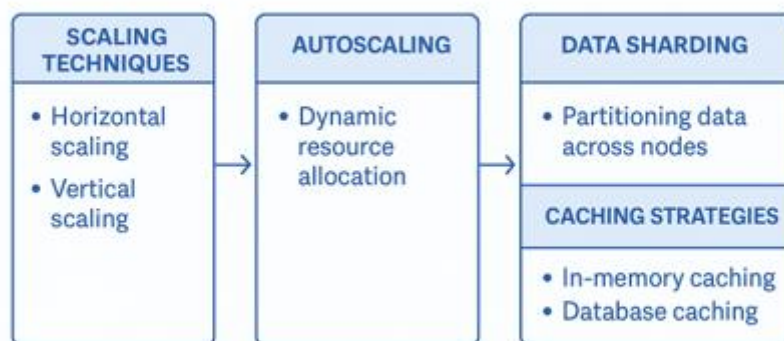 SCALING
TECHNIQUES
• Horizontal
scaling
• Vertical
scaling
AUTOSCALING
• Dynamic
resource
allocation
DATA SHARDING
• Partitioning data
across nodes
CACHING STRATEGIES
• In-memory caching
• Database caching